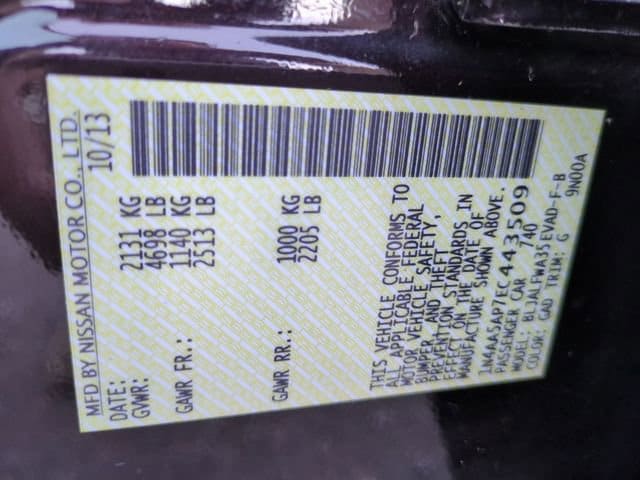 MFD BY NISSAN MOTOR CO., LTD.
DATE: 10/13
GVWR: 2131 KG
4698 LB
GAWR FR.: 1140 KG
2513 LB
GAWR RR.: 1000 KG
2205 LB
THIS VEHICLE CONFORMS TO
ALL APPLICABLE FEDERAL
MOTOR VEHICLE SAFETY,
BUMPER, AND THEFT
PREVENTION STANDARDS IN
EFFECT ON THE DATE OF
MANUFACTURE SHOWN ABOVE.
1N4AA5AP7EC443509
PASSENGER CAR 740
MODEL: BLJALFWA35EVAD-F-B
COLOR: GAD TRIM: G 9N00A